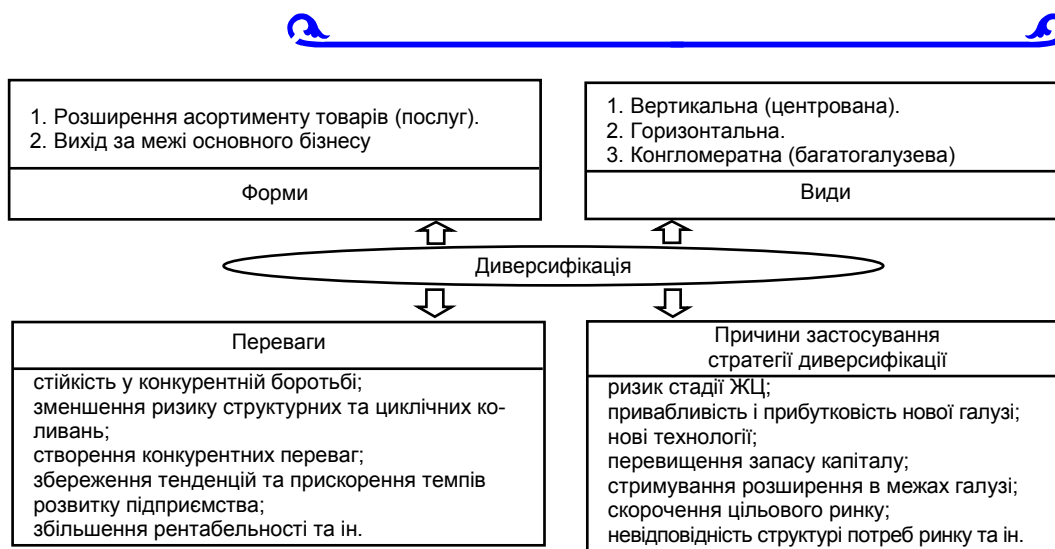 1. Розширення асортименту товарів (послуг).
2. Вихід за межі основного бізнесу
Форми
1. Вертикальна (центрована).
2. Горизонтальна.
3. Конгломератна (багатогалузева)
Види
Диверсифікація
Переваги
стійкість у конкурентній боротьбі;
зменшення ризику структурних та циклічних ко-
ливань;
створення конкурентних переваг;
збереження тенденцій та прискорення темпів
розвитку підприємства;
збільшення рентабельності та ін.
Причини застосування
стратегії диверсифікації
ризик стадії ЖЦ;
привабливість і прибутковість нової галузі;
нові технології;
перевищення запасу капіталу;
стримування розширення в межах галузі;
скорочення цільового ринку;
невідповідність структурі потреб ринку та ін.